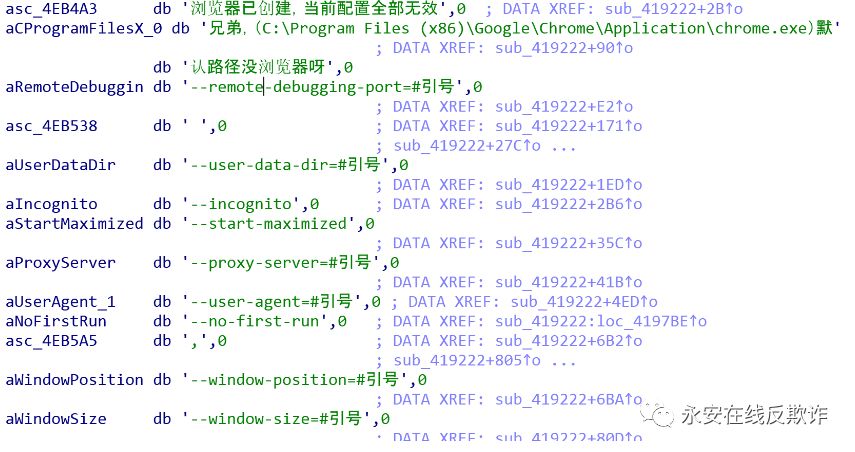 asc_4EB4A3 db '浏览器已创建，当前配置全部无效',0 ; DATA XREF: sub_419222+2B↑o
aCProgramFilesX_0 db '兄弟，(C:\Program Files (x86)\Google\Chrome\Application\chrome.exe)默'
; DATA XREF: sub_419222+90↑o
db '认路径没浏览器呀',0
aRemoteDebuggin db '--remote-debugging-port=#引号',0
; DATA XREF: sub_419222+E2↑o
asc_4EB538 db ' ',0 ; DATA XREF: sub_419222+171↑o
; sub_419222+27C↑o ...
aUserDataDir db '--user-data-dir=#引号',0
; DATA XREF: sub_419222+1ED↑o
aIncognito db '--incognito',0 ; DATA XREF: sub_419222+2B6↑o
aStartMaximized db '--start-maximized',0
; DATA XREF: sub_419222+35C↑o
aProxyServer db '--proxy-server=#引号',0
; DATA XREF: sub_419222+41B↑o
aUserAgent_1 db '--user-agent=#引号',0 ; DATA XREF: sub_419222+4ED↑o
aNoFirstRun db '--no-first-run',0 ; DATA XREF: sub_419222:loc_4197BE↑o
asc_4EB5A5 db ',',0 ; DATA XREF: sub_419222+6B2↑o
; sub_419222+805↑o ...
aWindowPosition db '--window-position=#引号',0
; DATA XREF: sub_419222+6BA↑o
aWindowSize db '--window-size=#引号',0
; DATA XREF: sub_419222+80D↑o
永安在线反欺诈